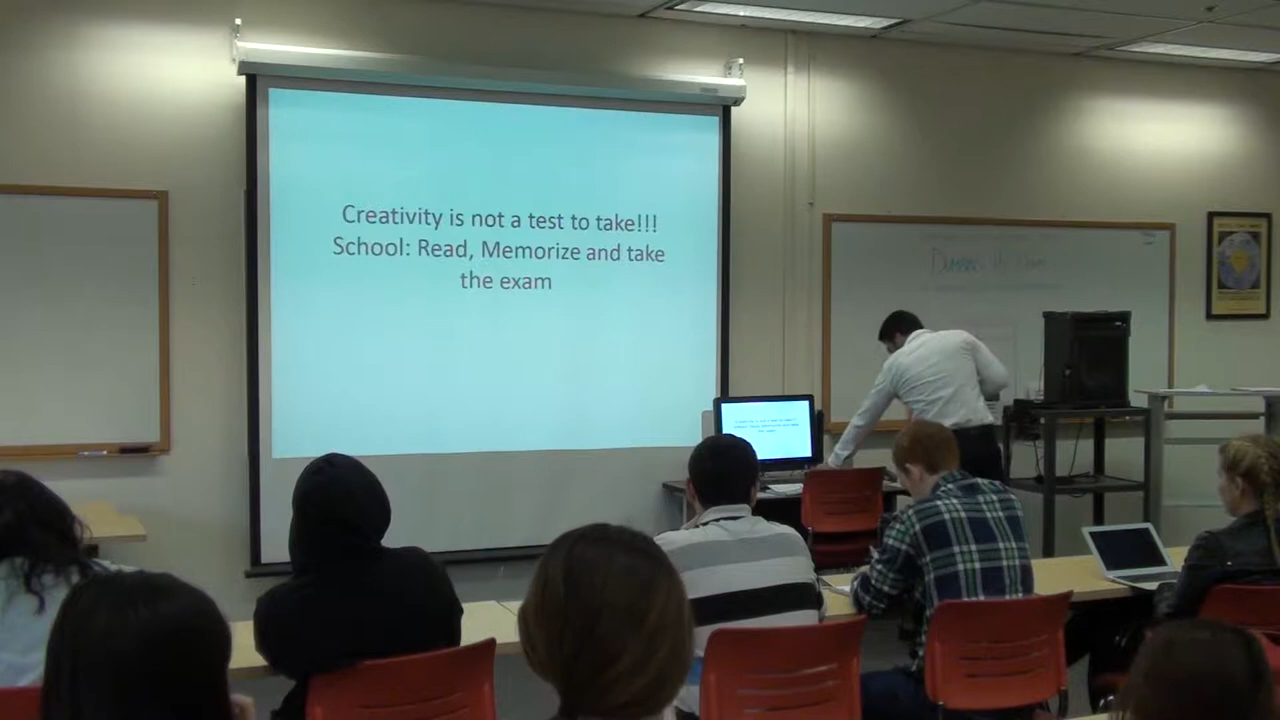 Creativity is not a test to take!!!
School: Read, Memorize and take
the exam